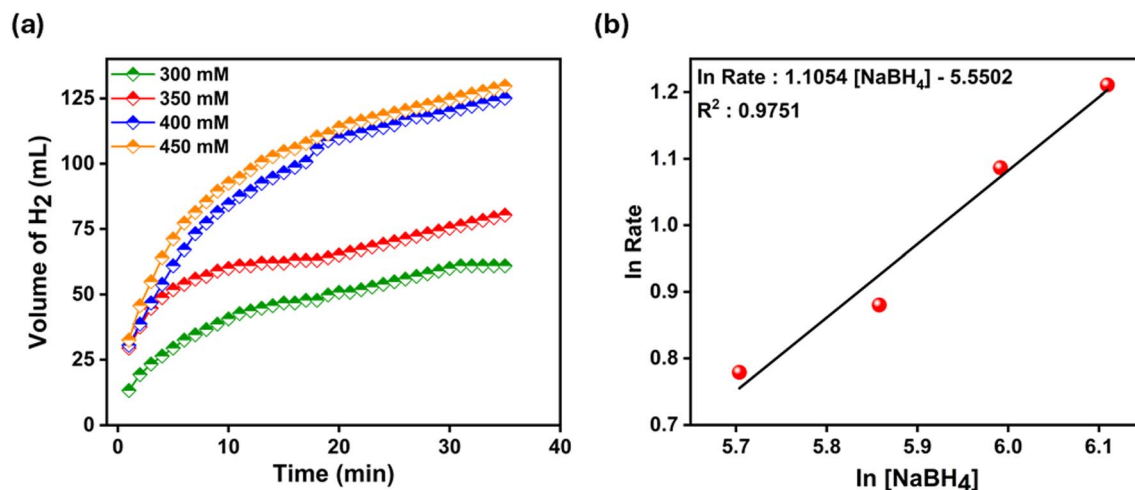 (a)
300 mM
350 mM
400 mM
450 mM
125
100
75
50
25
0
Volume of H2 (mL)
0 10 20 30 40
Time (min)
(b)
ln Rate : 1.1054 [NaBH4] - 5.5502
R2 : 0.9751
1.2
1.1
1.0
0.9
0.8
0.7
ln Rate
5.7 5.8 5.9 6.0 6.1
ln [NaBH4]